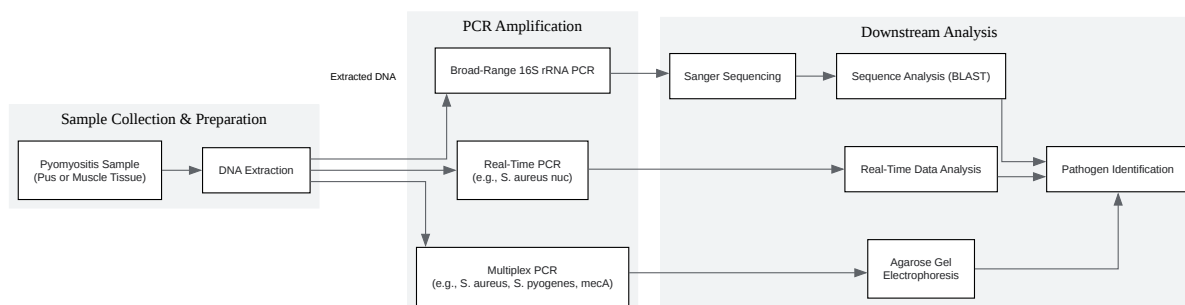 Sample Collection & Preparation
Pyomyositis Sample
(Pus or Muscle Tissue)
DNA Extraction
Extracted DNA
PCR Amplification
Broad-Range 16S rRNA PCR
Real-Time PCR
(e.g., S. aureus nuc)
Multiplex PCR
(e.g., S. aureus, S. pyogenes, mecA)
Downstream Analysis
Sanger Sequencing
Sequence Analysis (BLAST)
Real-Time Data Analysis
Agarose Gel
Electrophoresis
Pathogen Identification